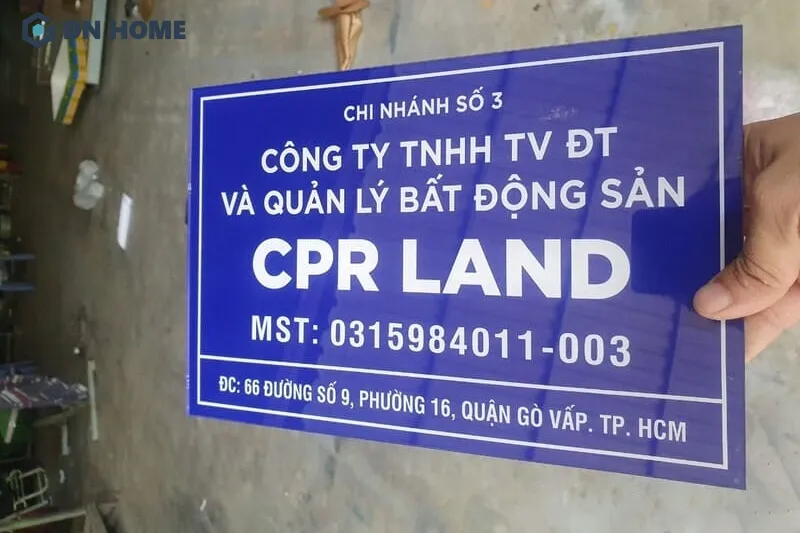 DN HOME
CHI NHÁNH SỐ 3
CÔNG TY TNHH TV ĐT
VÀ QUẢN LÝ BẤT ĐỘNG SẢN
CPR LAND
MST: 0315984011-003
ĐC: 66 ĐƯỜNG SỐ 9, PHƯỜNG 16, QUẬN GÒ VẤP. TP. HCM